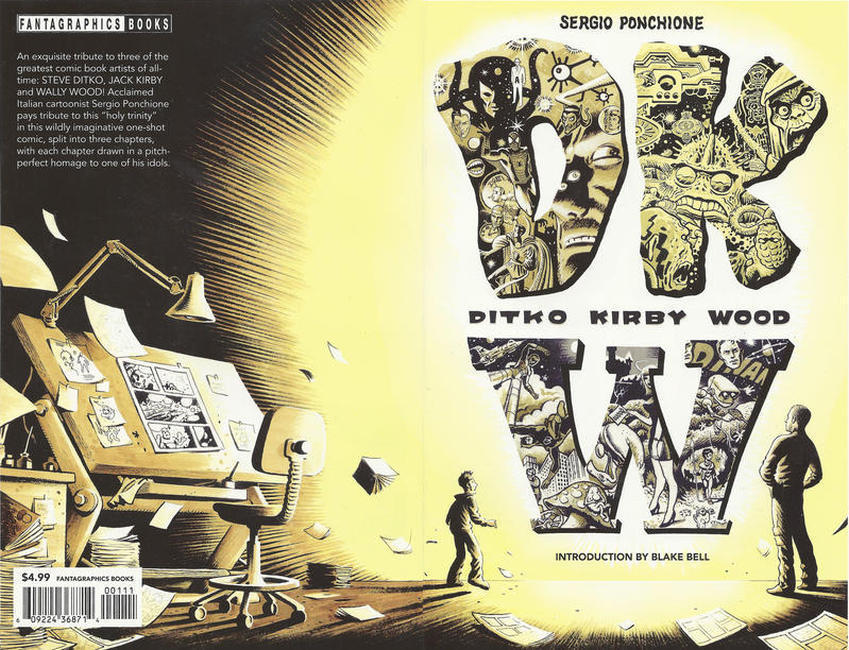 FANTAGRAPHICS BOOKS
An exquisite tribute to three of the
greatest comic book artists of all-
time: STEVE DITKO, JACK KIRBY
and WALLY WOOD! Acclaimed
Italian cartoonist Sergio Ponchione
pays tribute to this "holy trinity"
in this wildly imaginative one-shot
comic, split into three chapters,
with each chapter drawn in a pitch-
perfect homage to one of his idols.
$4.99 FANTAGRAPHICS BOOKS
00111
6 09224 36871 4
SERGIO PONCHIONE
DK
DITKO KIRBY WOOD
W
INTRODUCTION BY BLAKE BELL